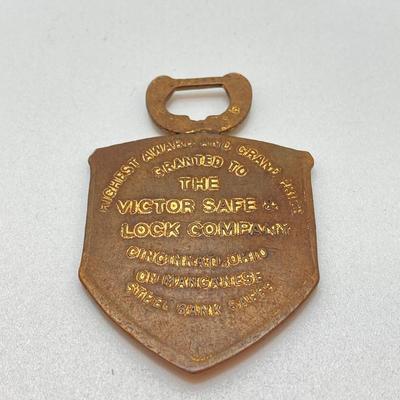 HIGHEST AWARD AND GRAND PRIZE
GRANTED TO
THE
VICTOR SAFE &
LOCK COMPANY
CINCINNATI, OHIO
ON MANGANESE
STEEL BANK SAFES